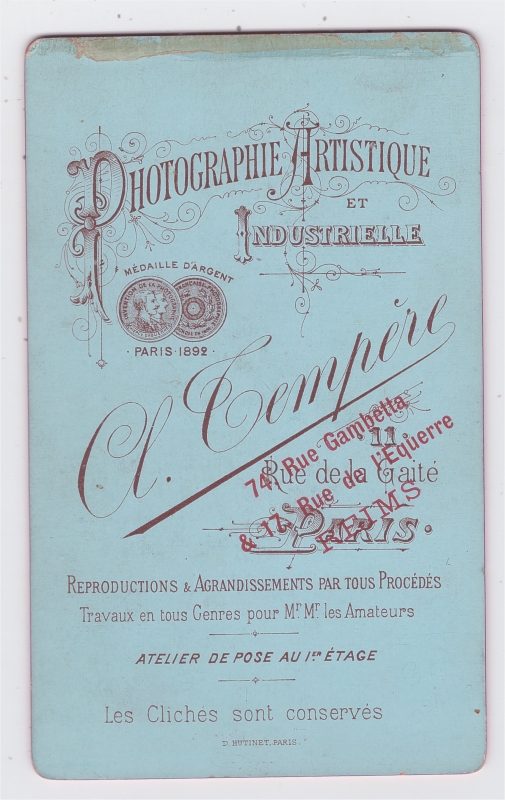 PHOTOGRAPHIE ARTISTIQUE
ET
INDUSTRIELLE
MÉDAILLE D'ARGENT
PARIS 1892
Cl. Tempère
11
Rue de la Gaité
PARIS.
74, Rue Gambetta
& 17, Rue de l'Equerre
REIMS
REPRODUCTIONS & AGRANDISSEMENTS PAR TOUS PROCÉDÉS
Travaux en tous Genres pour Mr Mr les Amateurs
ATELIER DE POSE AU 1er ÉTAGE
Les Clichés sont conservés
D. HUTINET, PARIS.